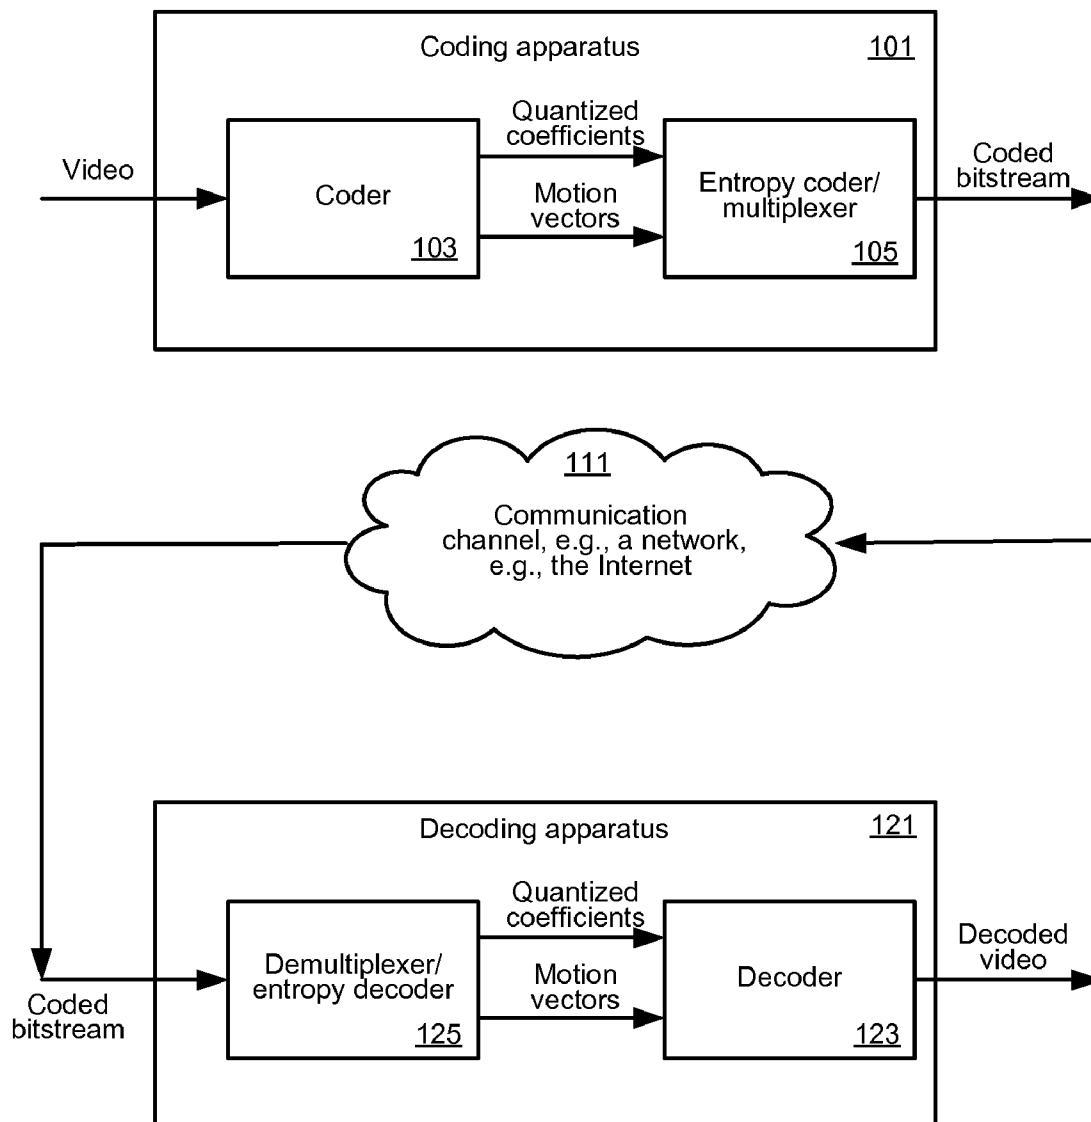 Coding apparatus 101
Video
Coder
103
Quantized
coefficients
Motion
vectors
Entropy coder/
multiplexer
105
Coded
bitstream
111
Communication
channel, e.g., a network,
e.g., the Internet
Decoding apparatus 121
Coded
bitstream
Demultiplexer/
entropy decoder
125
Quantized
coefficients
Motion
vectors
Decoder
123
Decoded
video